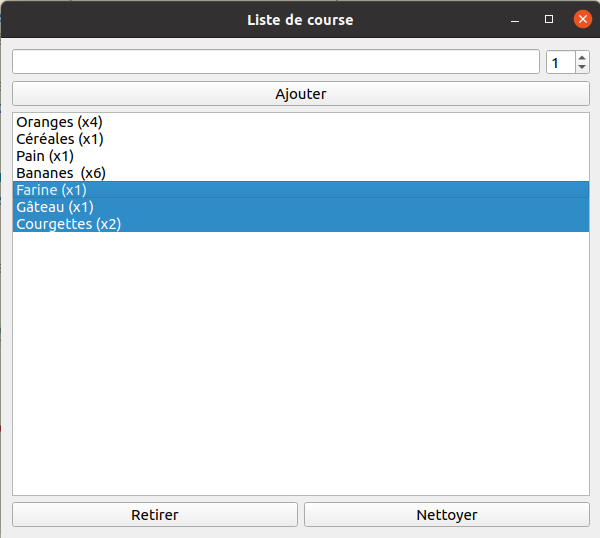 Liste de course
1
Ajouter
Oranges (x4)
Céréales (x1)
Pain (x1)
Bananes  (x6)
Farine (x1)
Gâteau (x1)
Courgettes (x2)
Retirer
Nettoyer